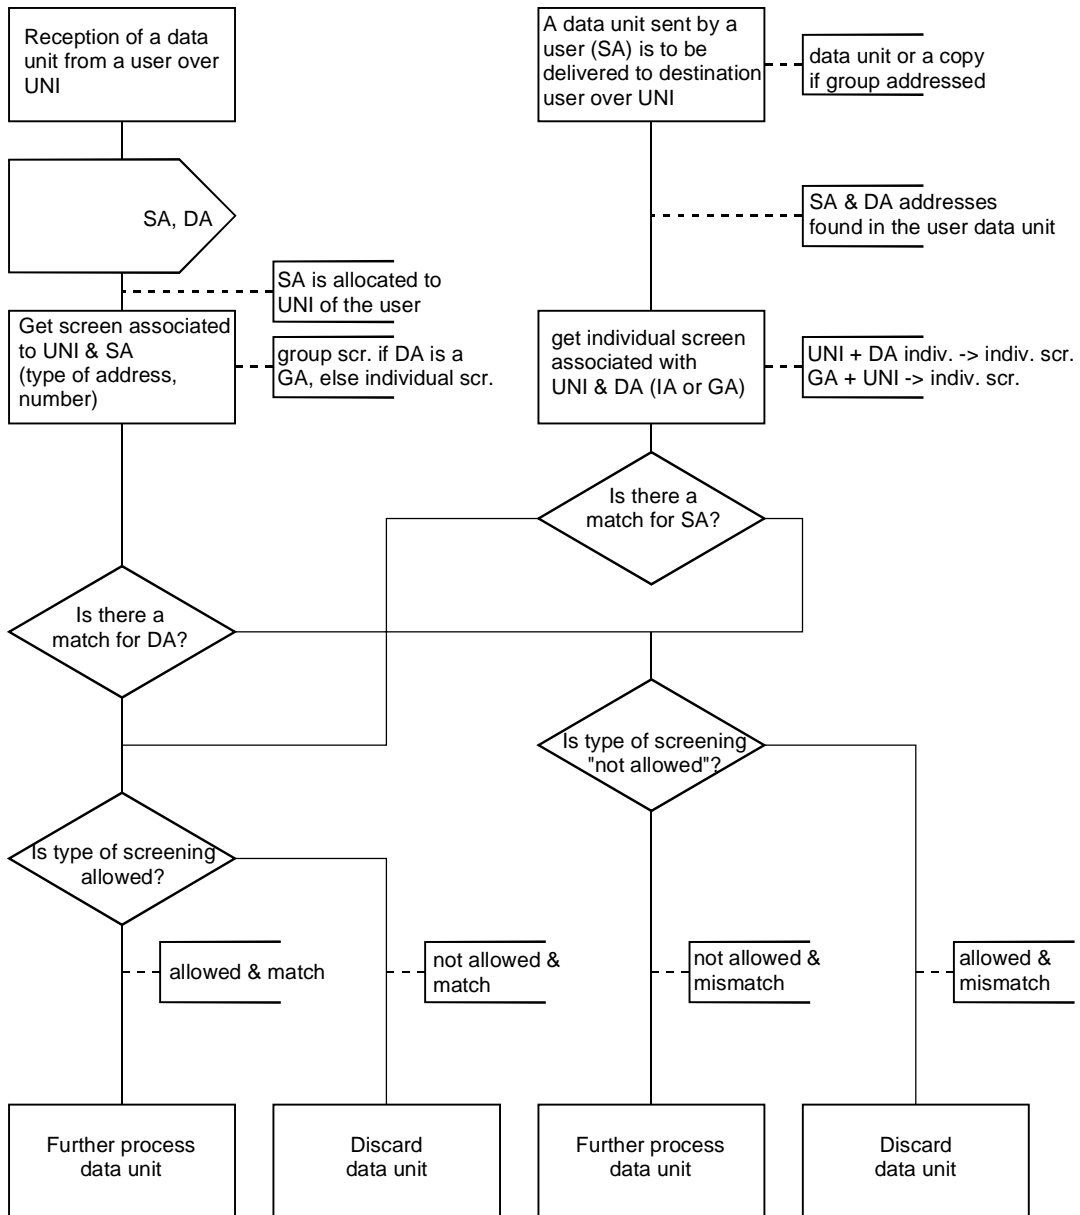 Reception of a data
unit from a user over
UNI
A data unit sent by a
user (SA) is to be
delivered to destination
user over UNI
data unit or a copy
if group addressed
SA, DA
SA & DA addresses
found in the user data unit
SA is allocated to
UNI of the user
Get screen associated
to UNI & SA
(type of address,
number)
group scr. if DA is a
GA, else individual scr.
get individual screen
associated with
UNI & DA (IA or GA)
UNI + DA indiv. -> indiv. scr.
GA + UNI -> indiv. scr.
Is there a
match for SA?
Is there a
match for DA?
Is type of screening
"not allowed"?
Is type of screening
allowed?
allowed & match
not allowed &
match
not allowed &
mismatch
allowed &
mismatch
Further process
data unit
Discard
data unit
Further process
data unit
Discard
data unit